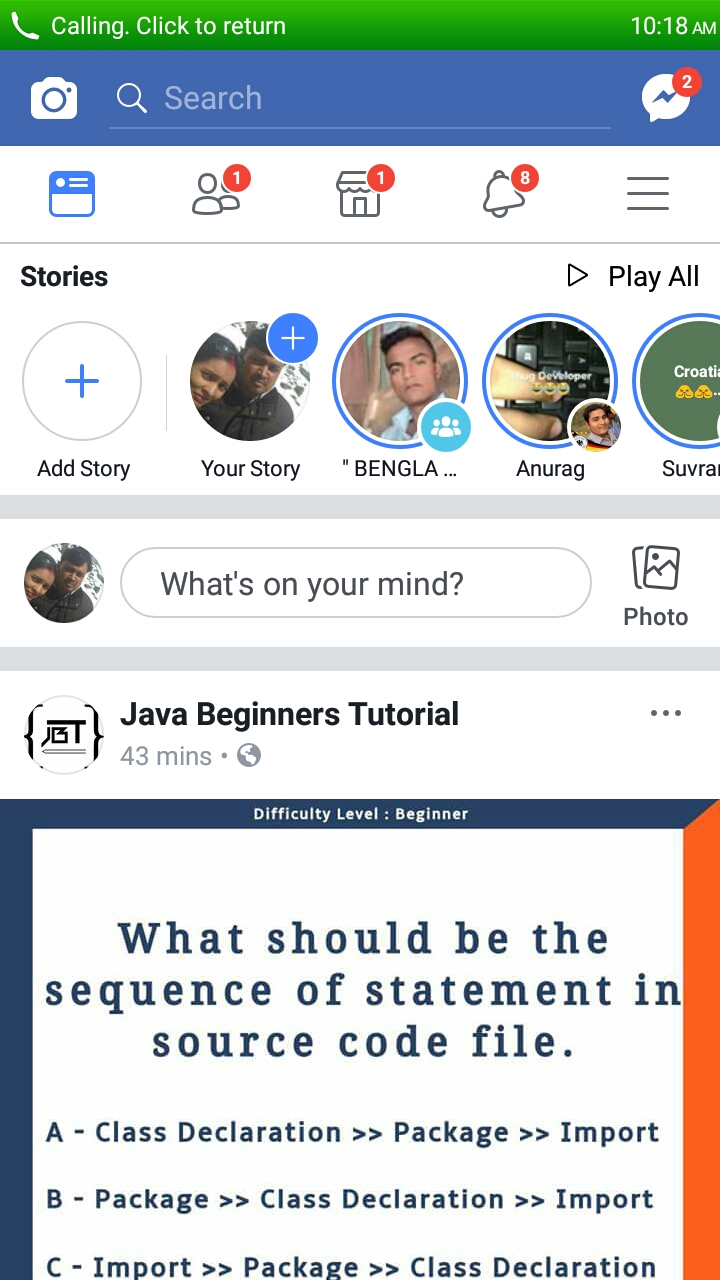 Calling. Click to return 10:18 AM
Search 2
1 1 8
Stories Play All
Croatia
Developer
Add Story Your Story " BENGLA ... Anurag Suvra
What's on your mind?
Photo
Java Beginners Tutorial
JBT
43 mins
Difficulty Level : Beginner
What should be the
sequence of statement in
source code file.
A - Class Declaration >> Package >> Import
B - Package >> Class Declaration >> Import
C - Import >> Package >> Class Declaration